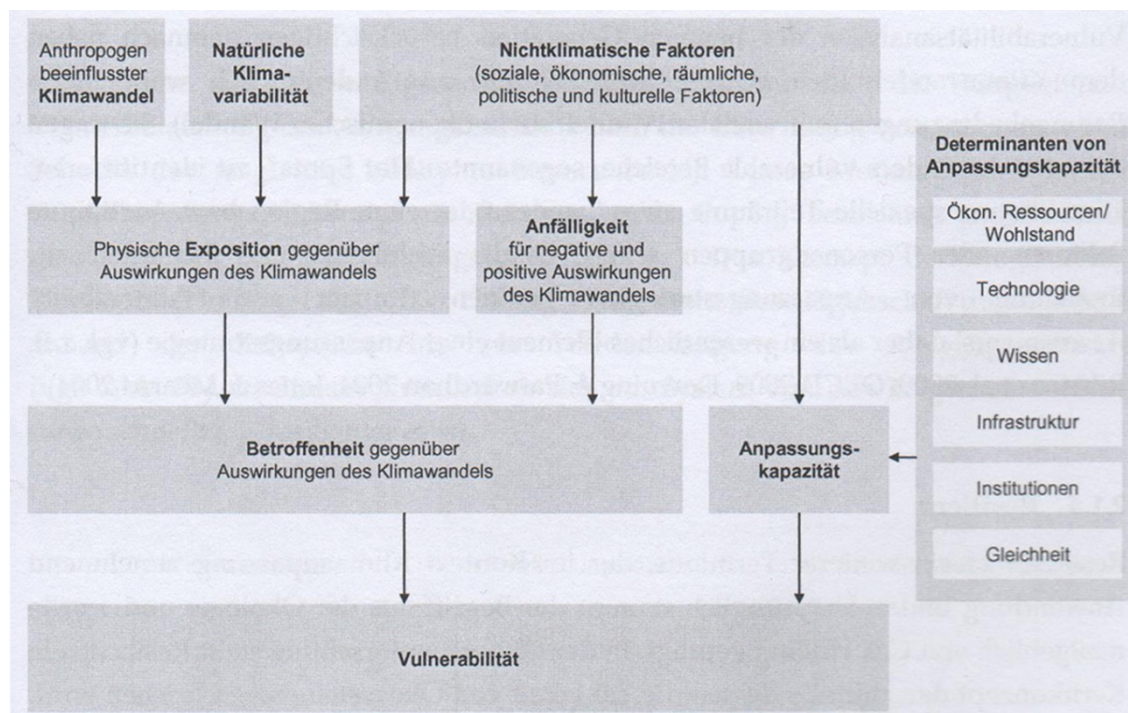 Anthropogen
beeinflusster
Klimawandel
Natürliche
Klima-
variabilität
Nichtklimatische Faktoren
(soziale, ökonomische, räumliche,
politische und kulturelle Faktoren)
Determinanten von
Anpassungskapazität
Ökon. Ressourcen/
Wohlstand
Technologie
Wissen
Infrastruktur
Institutionen
Gleichheit
Physische Exposition gegenüber
Auswirkungen des Klimawandels
Anfälligkeit
für negative und
positive Auswirkungen
des Klimawandels
Betroffenheit gegenüber
Auswirkungen des Klimawandels
Anpassungs-
kapazität
Vulnerabilität